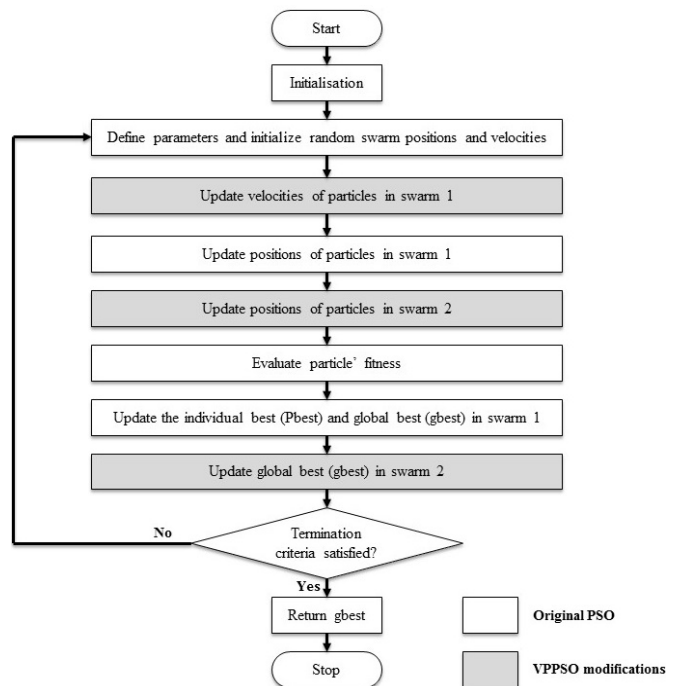 Start
Initialisation
Define parameters and initialize random swarm positions and velocities
Update velocities of particles in swarm 1
Update positions of particles in swarm 1
Update positions of particles in swarm 2
Evaluate particle’ fitness
Update the individual best (Pbest) and global best (gbest) in swarm 1
Update global best (gbest) in swarm 2
No
Termination
criteria satisfied?
Yes
Return gbest
Original PSO
Stop
VPPSO modifications